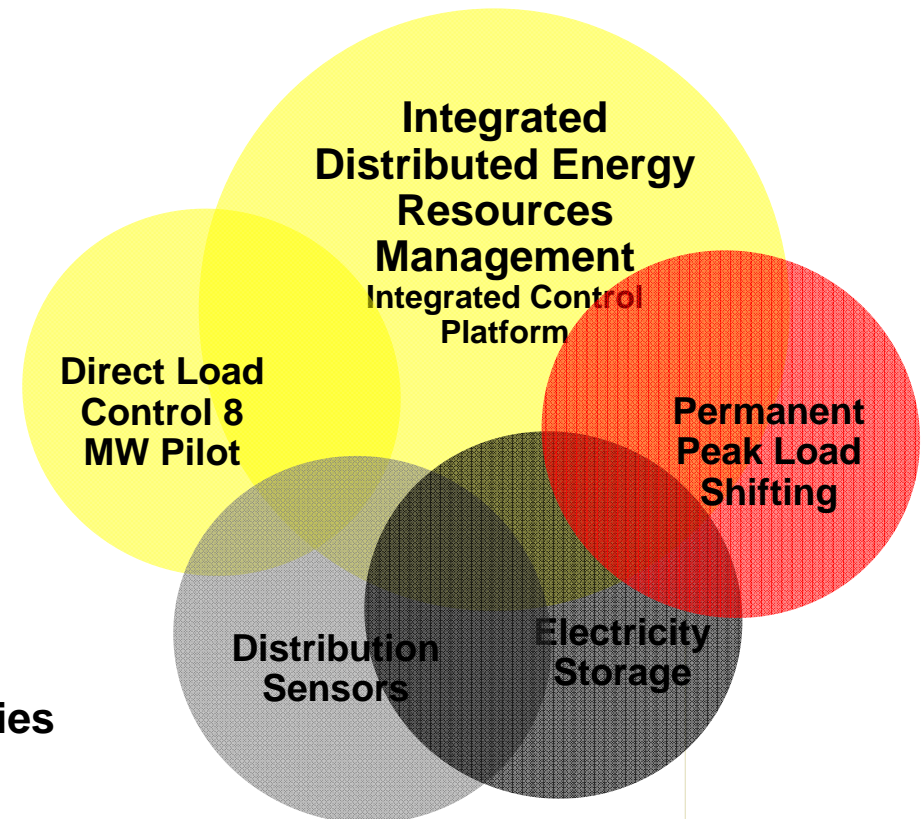 Integrated
Distributed Energy
Resources
Management
Integrated Control
Platform
Direct Load
Control 8
MW Pilot
Permanent
Peak Load
Shifting
Distribution
Sensors
Electricity
Storage
ies